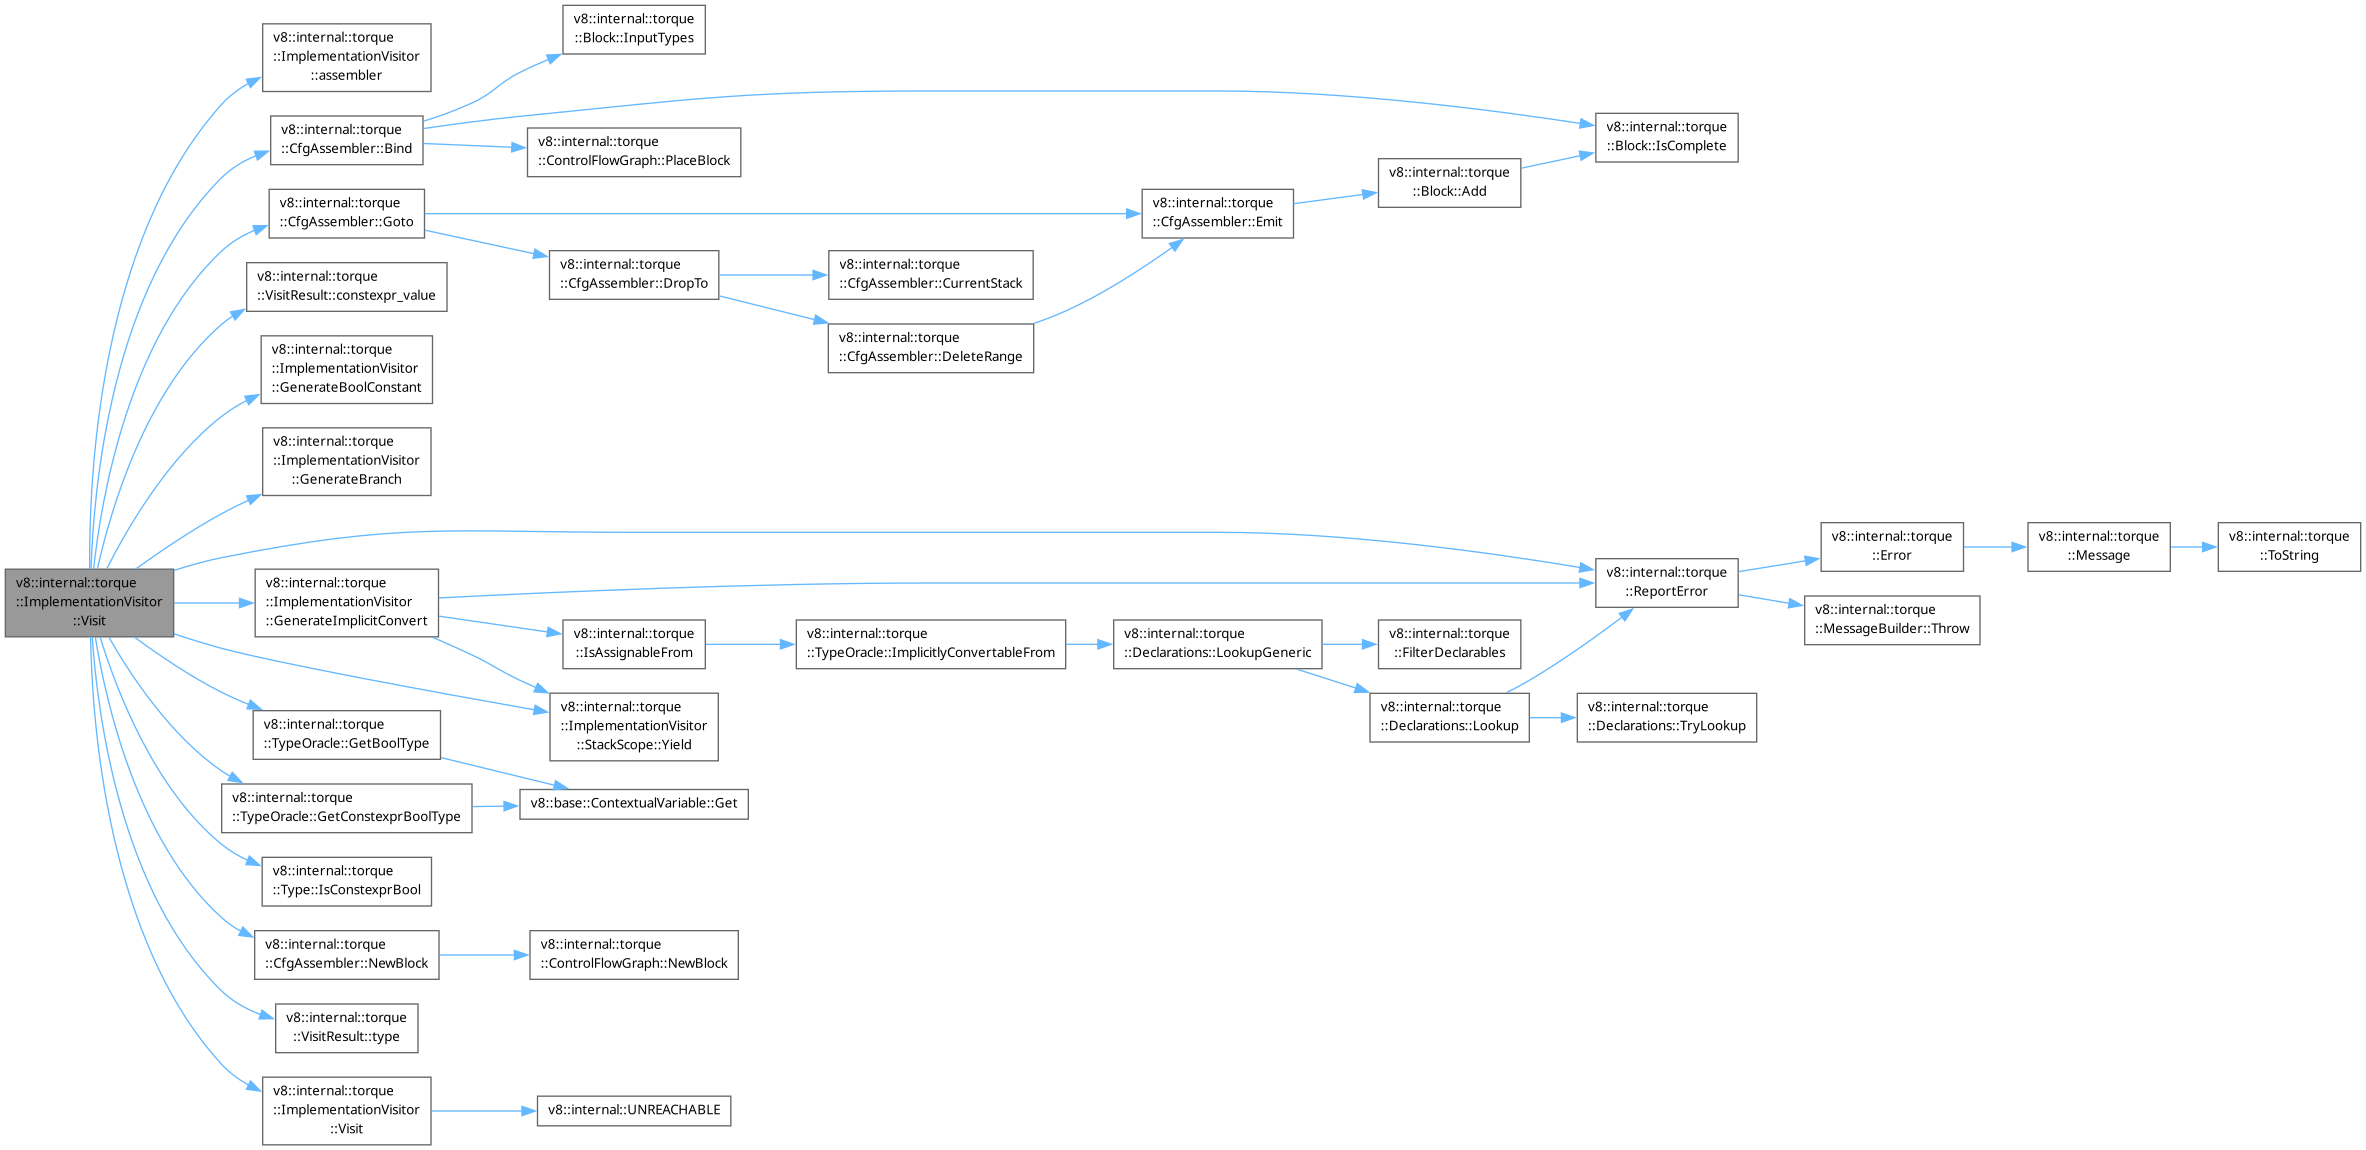 v8::internal::torque
::ImplementationVisitor
::Visit
v8::internal::torque
::ImplementationVisitor
::assembler
v8::internal::torque
::CfgAssembler::Bind
v8::internal::torque
::Block::InputTypes
v8::internal::torque
::ControlFlowGraph::PlaceBlock
v8::internal::torque
::Block::IsComplete
v8::internal::torque
::CfgAssembler::Goto
v8::internal::torque
::CfgAssembler::Emit
v8::internal::torque
::Block::Add
v8::internal::torque
::CfgAssembler::DropTo
v8::internal::torque
::CfgAssembler::CurrentStack
v8::internal::torque
::CfgAssembler::DeleteRange
v8::internal::torque
::VisitResult::constexpr_value
v8::internal::torque
::ImplementationVisitor
::GenerateBoolConstant
v8::internal::torque
::ImplementationVisitor
::GenerateBranch
v8::internal::torque
::ImplementationVisitor
::GenerateImplicitConvert
v8::internal::torque
::ReportError
v8::internal::torque
::Error
v8::internal::torque
::Message
v8::internal::torque
::ToString
v8::internal::torque
::MessageBuilder::Throw
v8::internal::torque
::IsAssignableFrom
v8::internal::torque
::TypeOracle::ImplicitlyConvertableFrom
v8::internal::torque
::Declarations::LookupGeneric
v8::internal::torque
::FilterDeclarables
v8::internal::torque
::Declarations::Lookup
v8::internal::torque
::Declarations::TryLookup
v8::internal::torque
::ImplementationVisitor
::StackScope::Yield
v8::internal::torque
::TypeOracle::GetBoolType
v8::base::ContextualVariable::Get
v8::internal::torque
::TypeOracle::GetConstexprBoolType
v8::internal::torque
::Type::IsConstexprBool
v8::internal::torque
::CfgAssembler::NewBlock
v8::internal::torque
::ControlFlowGraph::NewBlock
v8::internal::torque
::VisitResult::type
v8::internal::torque
::ImplementationVisitor
::Visit
v8::internal::UNREACHABLE